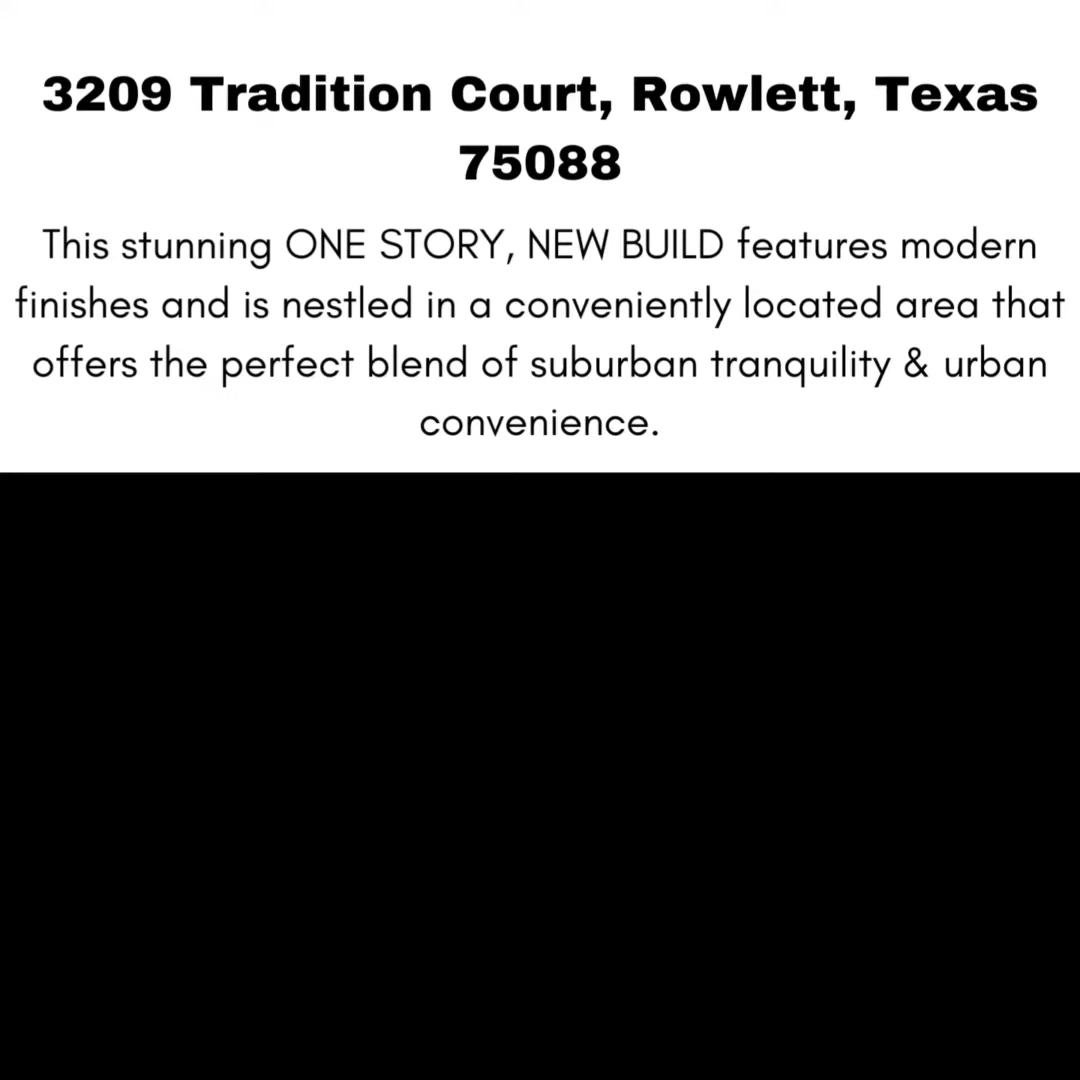 3209 Tradition Court, Rowlett, Texas
75088
This stunning ONE STORY, NEW BUILD features modern
finishes and is nestled in a conveniently located area that
offers the perfect blend of suburban tranquility & urban
convenience.